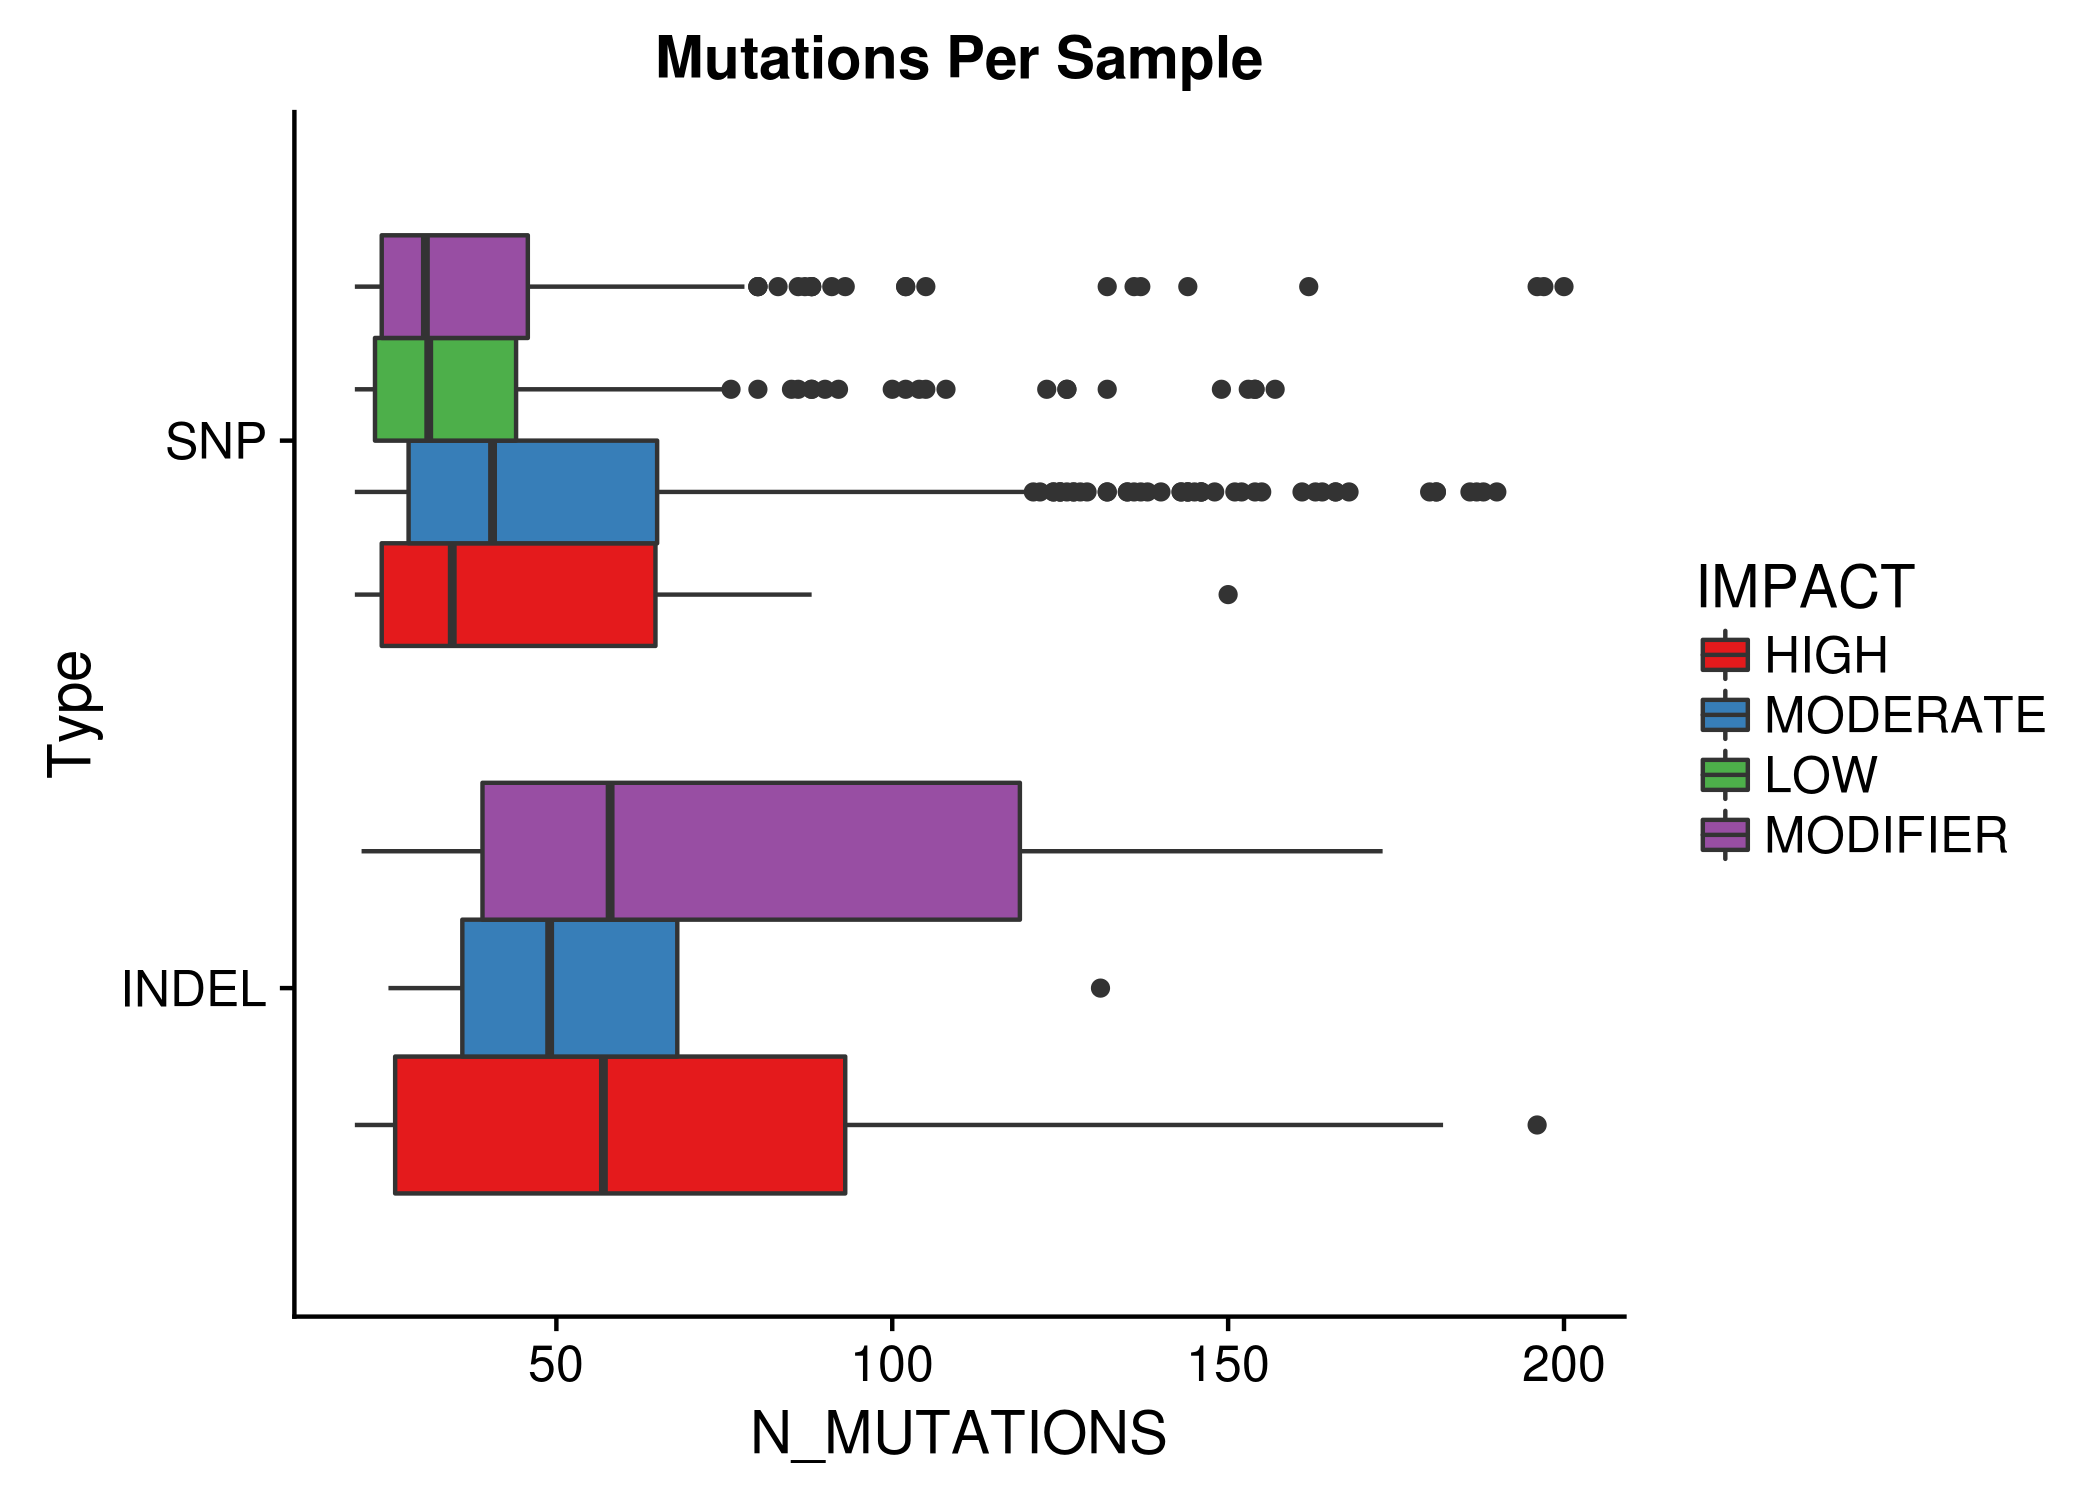 Mutations Per Sample
SNP
INDEL
Type
50
100
150
200
N_MUTATIONS
IMPACT
HIGH
MODERATE
LOW
MODIFIER